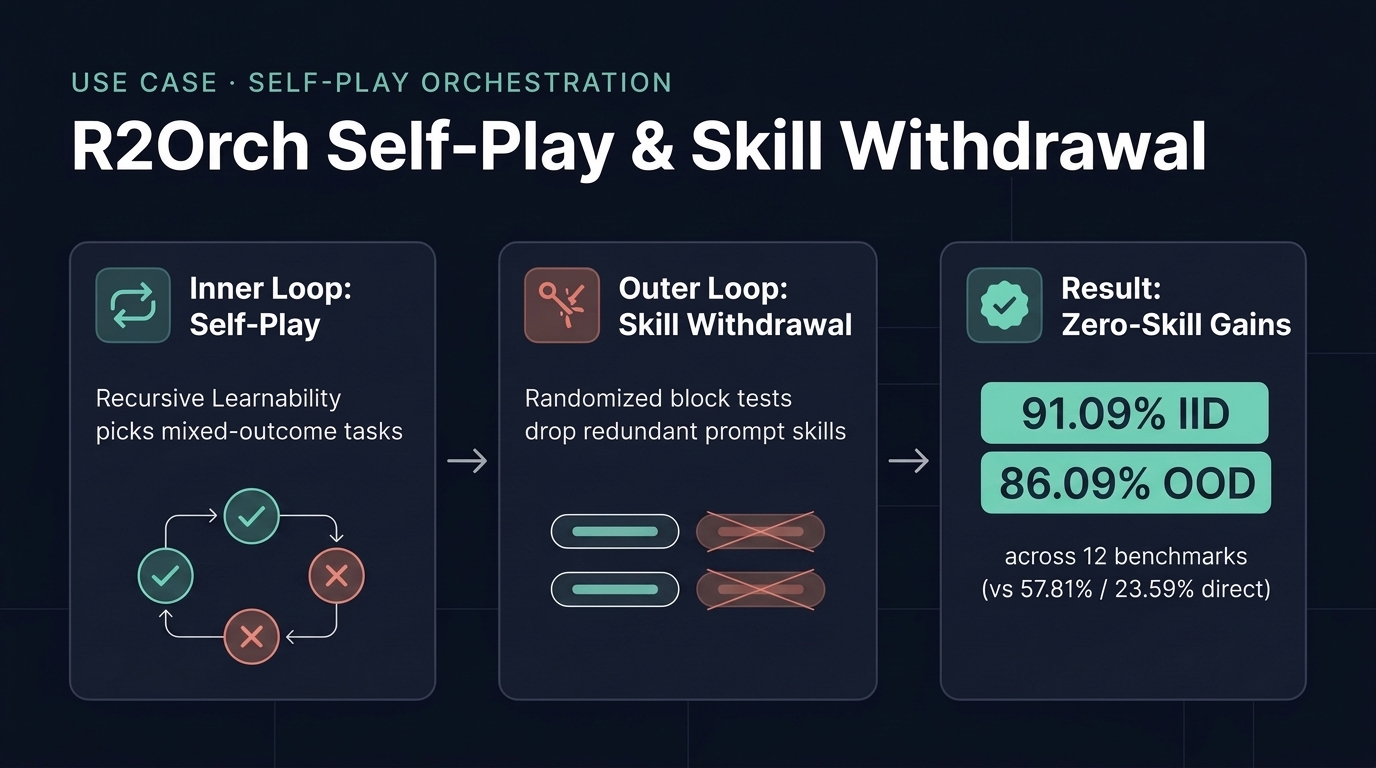 USE CASE · SELF-PLAY ORCHESTRATION
R2Orch Self-Play & Skill Withdrawal
Inner Loop:
Self-Play
Recursive Learnability
picks mixed-outcome tasks
Outer Loop:
Skill Withdrawal
Randomized block tests
drop redundant prompt skills
Result:
Zero-Skill Gains
91.09% IID
86.09% OOD
across 12 benchmarks
(vs 57.81% / 23.59% direct)